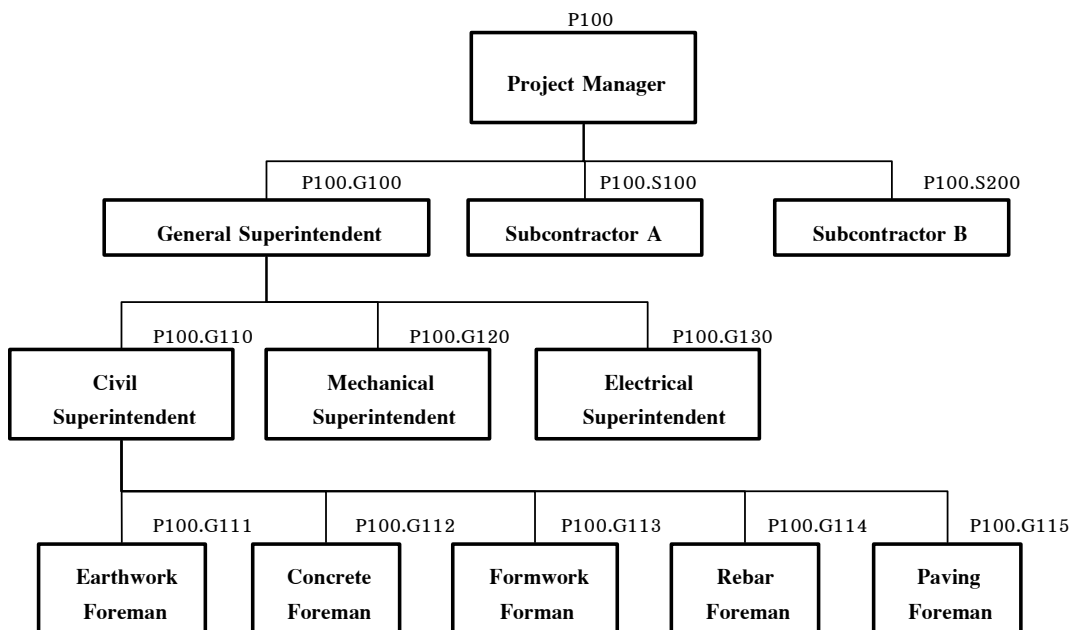 P100
Project Manager
P100.G100
P100.S100
P100.S200
General Superintendent
Subcontractor A
Subcontractor B
P100.G110
P100.G120
P100.G130
Civil
Superintendent
Mechanical
Superintendent
Electrical
Superintendent
P100.G111
P100.G112
P100.G113
P100.G114
P100.G115
Earthwork
Foreman
Concrete
Foreman
Formwork
Forman
Rebar
Foreman
Paving
Foreman